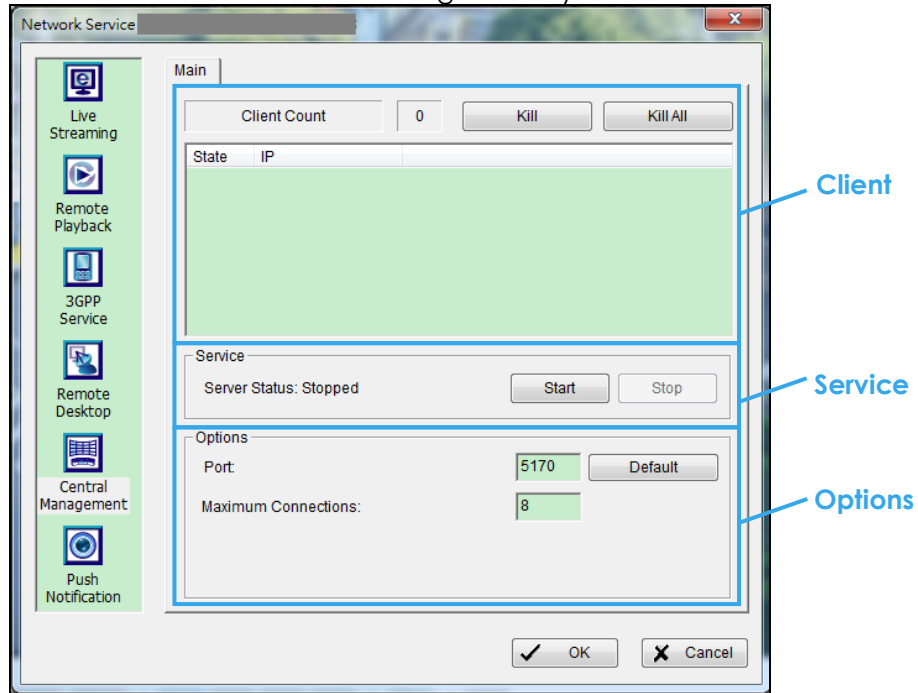 Network Service
Live
Streaming
Remote
Playback
3GPP
Service
Remote
Desktop
Central
Management
Push
Notification
Main
Client Count 0 Kill Kill All
State IP
Service
Server Status: Stopped Start Stop
Options
Port: 5170 Default
Maximum Connections: 8
OK Cancel
Client
Service
Options